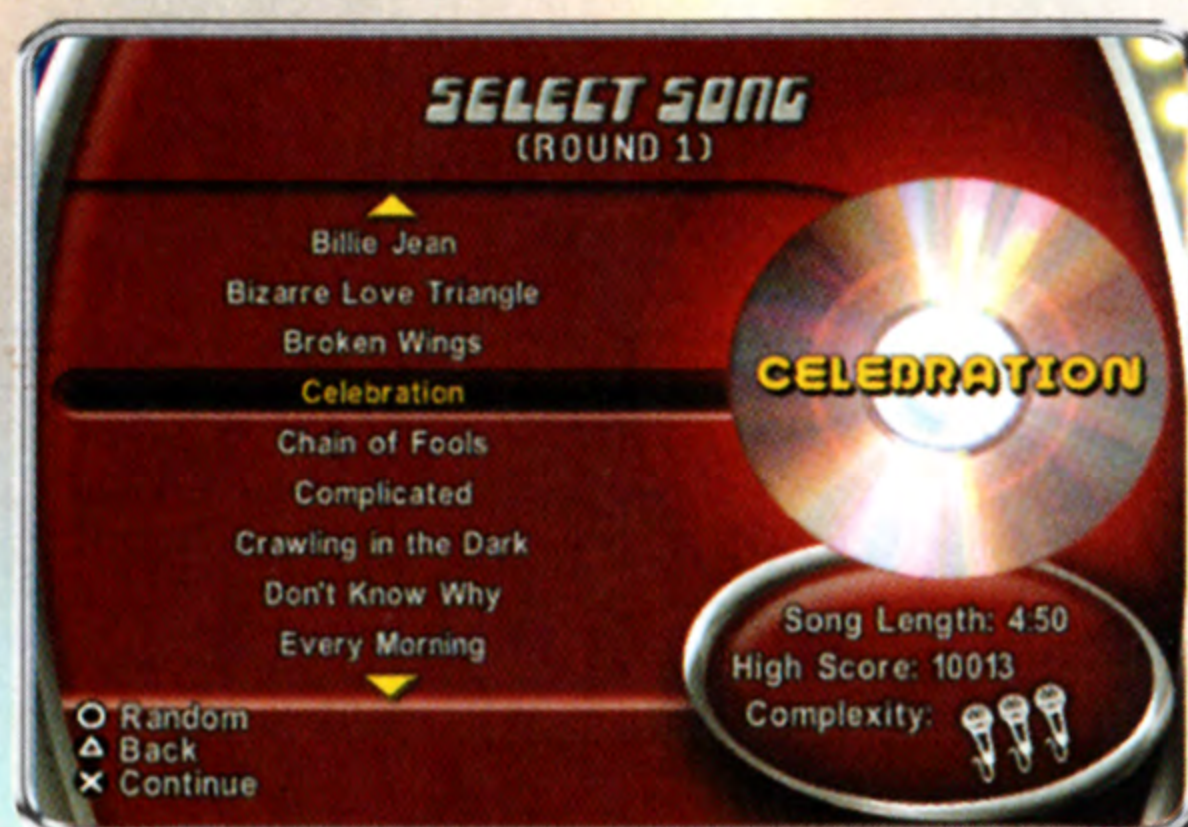 SELECT SONG
(ROUND 1)
Billie Jean
Bizarre Love Triangle
Broken Wings
Celebration
CELEBRATION
Chain of Fools
Complicated
Crawling in the Dark
Don't Know Why
Every Morning
Song Length: 4:50
High Score: 10013
Complexity:
Random
Back
Continue